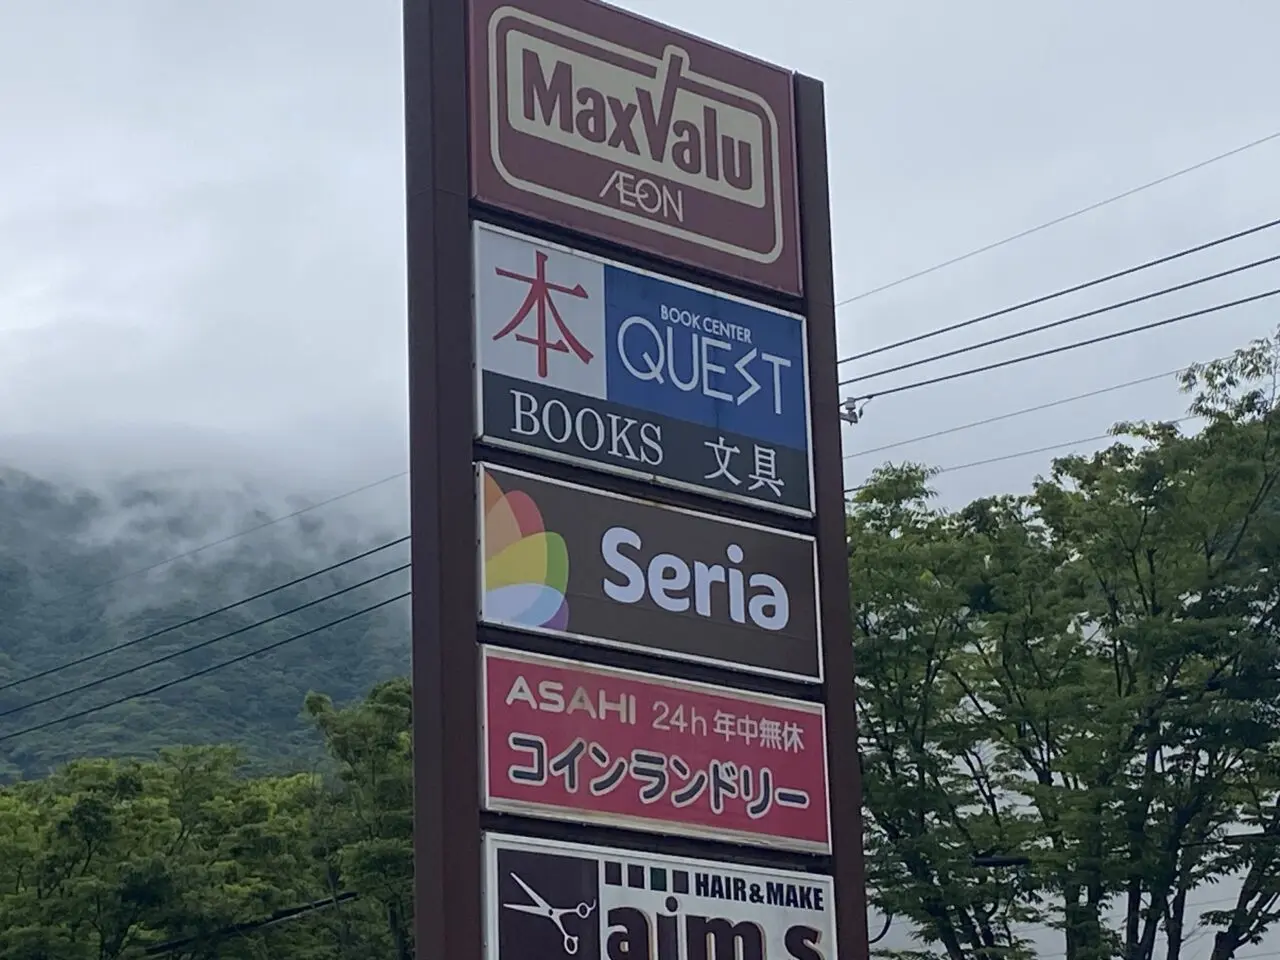 MaxValu
ÆON
本
BOOK CENTER
QUEST
BOOKS 文具
Seria
ASAHI 24h 年中無休
コインランドリー
HAIR&MAKE
aim s